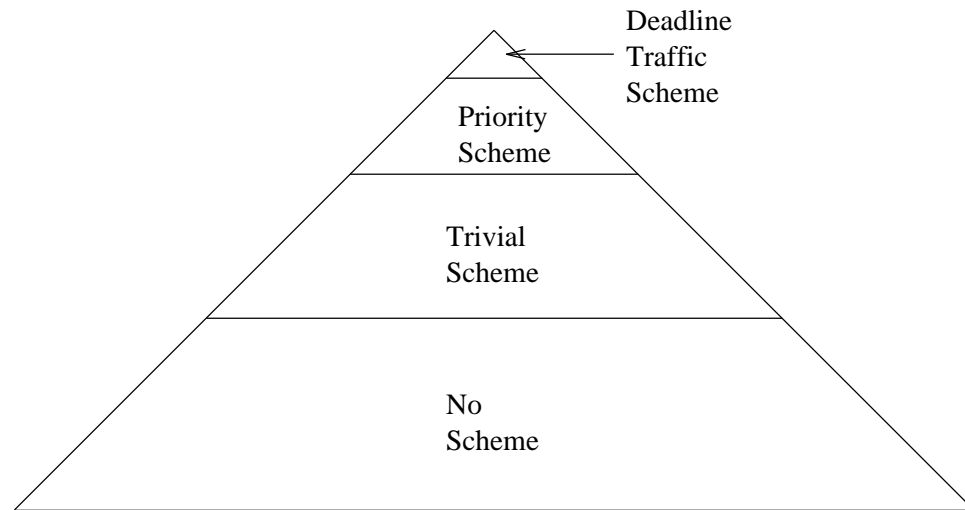 Deadline
Traffic
Scheme
Priority
Scheme
Trivial
Scheme
No
Scheme